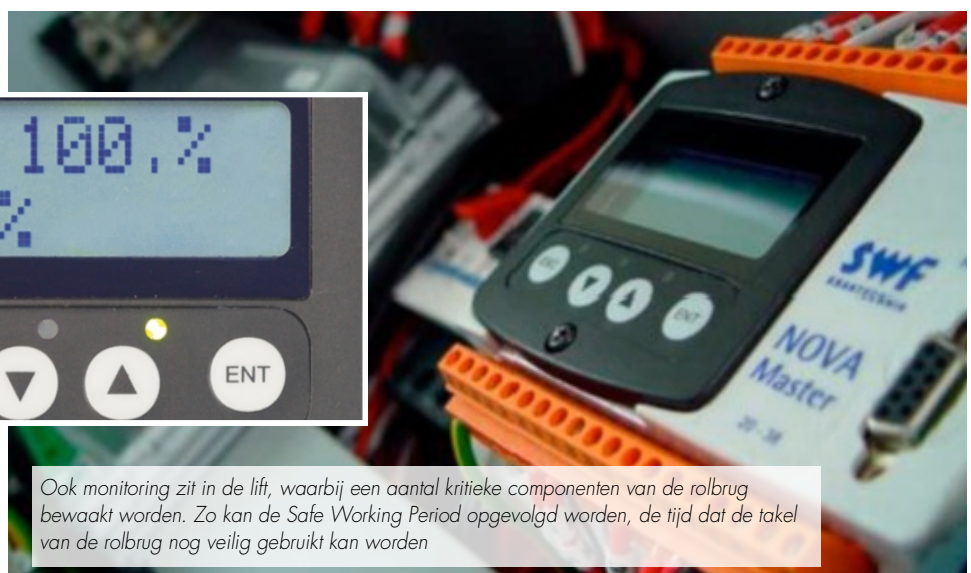 100.%
%
ENT
ENT
SWF
KRANTECHNIK
NOVA
Master
20-38
Ook monitoring zit in de lift, waarbij een aantal kritieke componenten van de rolbrug
bewaakt worden. Zo kan de Safe Working Period opgevolgd worden, de tijd dat de takel
van de rolbrug nog veilig gebruikt kan worden